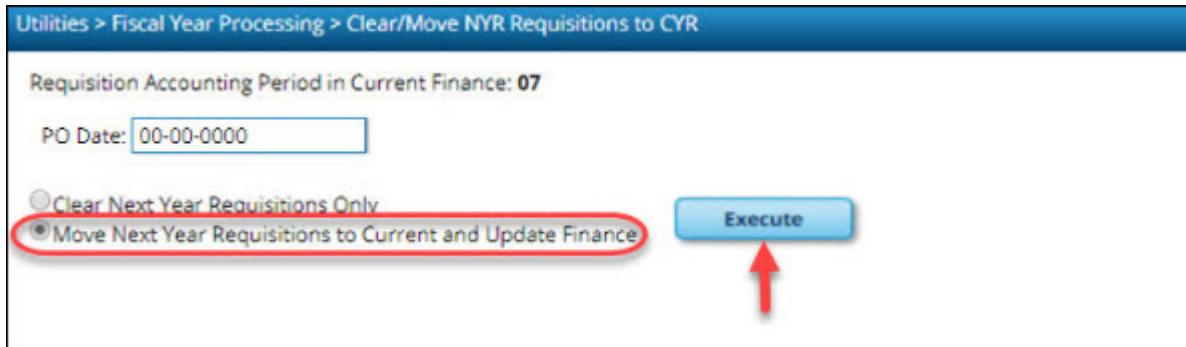 Utilities > Fiscal Year Processing > Clear/Move NYR Requisitions to CYR
Requisition Accounting Period in Current Finance: 07
PO Date: 00-00-0000
Clear Next Year Requisitions Only
Move Next Year Requisitions to Current and Update Finance
Execute